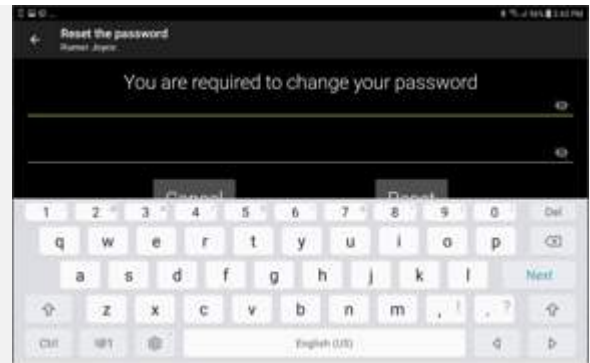 Reset the password
You are required to change your password
Cancel Reset
1 2 3 4 5 6 7 8 9 0 Del
q w e r t y u i o p
a s d f g h j k l Next
z x c v b n m , ! . ?
Ctrl !@1 English (US)